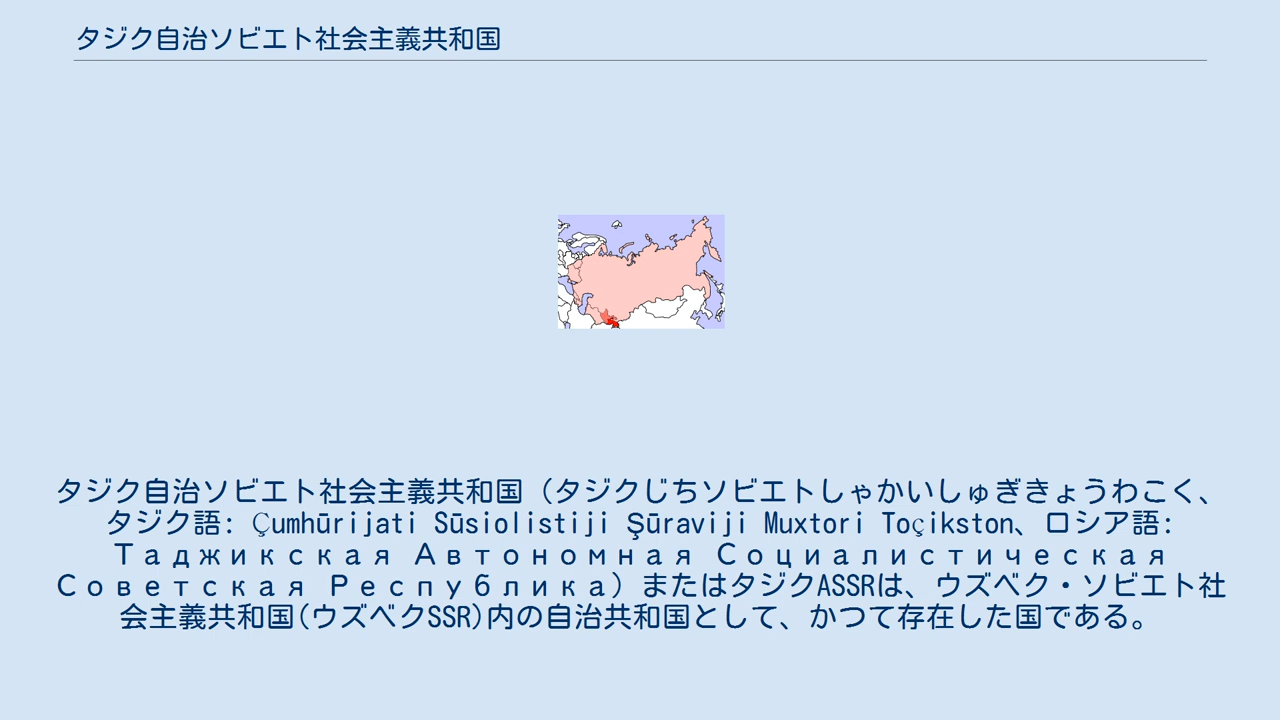 タジク自治ソビエト社会主義共和国
タジク自治ソビエト社会主義共和国（タジクじちソビエトしゃかいしゅぎきょうわこく、
タジク語: Çumhūrijati Sūsiolistiji Şūraviji Muxtori Toçikston、ロシア語:
Таджикская Автономная Социалистическая
Советская Республика）またはタジクASSRは、ウズベク・ソビエト社
会主義共和国(ウズベクSSR)内の自治共和国として、かつて存在した国である。